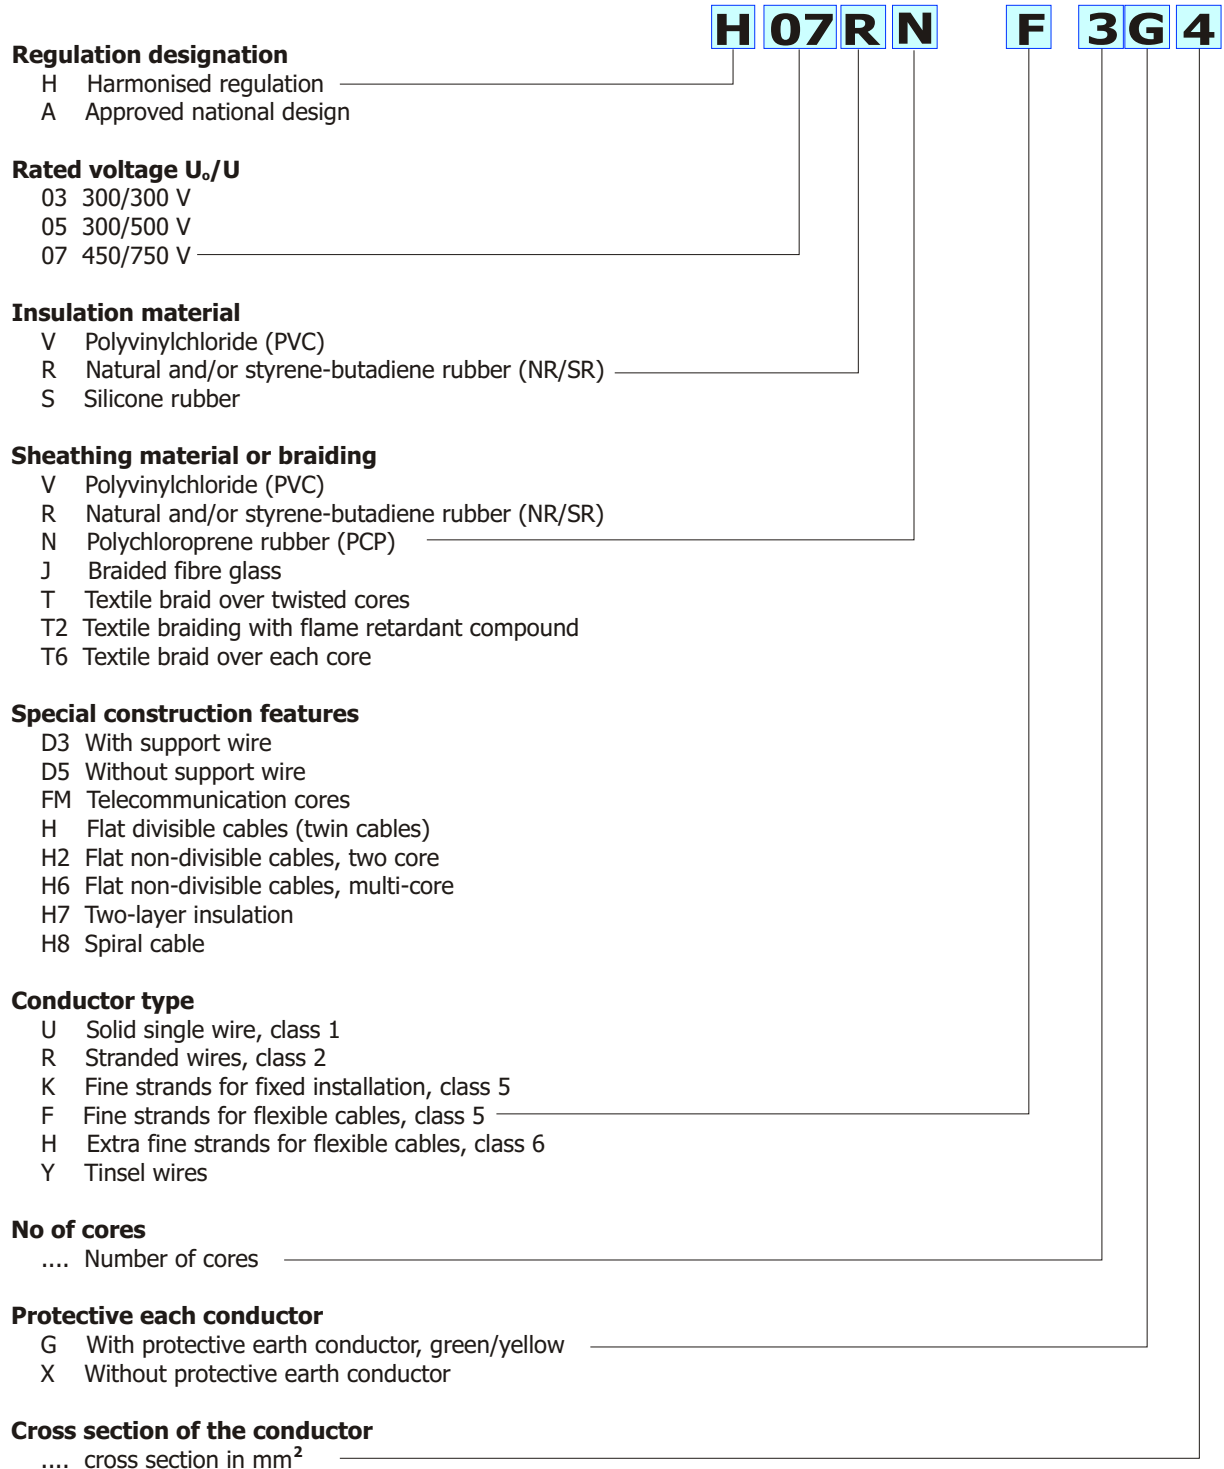 H 07 R N F 3 G 4
Regulation designation
H Harmonised regulation
A Approved national design
Rated voltage U₀/U
03 300/300 V
05 300/500 V
07 450/750 V
Insulation material
V Polyvinylchloride (PVC)
R Natural and/or styrene-butadiene rubber (NR/SR)
S Silicone rubber
Sheathing material or braiding
V Polyvinylchloride (PVC)
R Natural and/or styrene-butadiene rubber (NR/SR)
N Polychloroprene rubber (PCP)
J Braided fibre glass
T Textile braid over twisted cores
T2 Textile braiding with flame retardant compound
T6 Textile braid over each core
Special construction features
D3 With support wire
D5 Without support wire
FM Telecommunication cores
H Flat divisible cables (twin cables)
H2 Flat non-divisible cables, two core
H6 Flat non-divisible cables, multi-core
H7 Two-layer insulation
H8 Spiral cable
Conductor type
U Solid single wire, class 1
R Stranded wires, class 2
K Fine strands for fixed installation, class 5
F Fine strands for flexible cables, class 5
H Extra fine strands for flexible cables, class 6
Y Tinsel wires
No of cores
.... Number of cores
Protective each conductor
G With protective earth conductor, green/yellow
X Without protective earth conductor
Cross section of the conductor
.... cross section in mm²